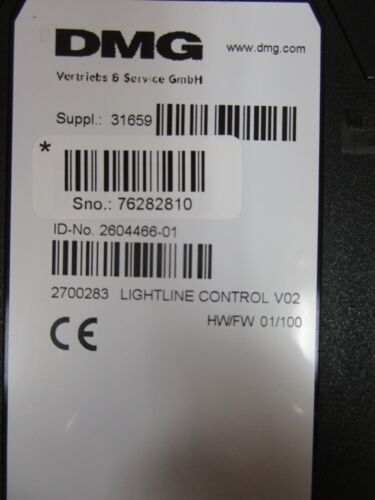 DMG
www.dmg.com
Vertriebs & Service GmbH
Suppl.: 31659
*
Sno.: 76282810
ID-No. 2604466-01
2700283 LIGHTLINE CONTROL V02
CE
HW/FW 01/100